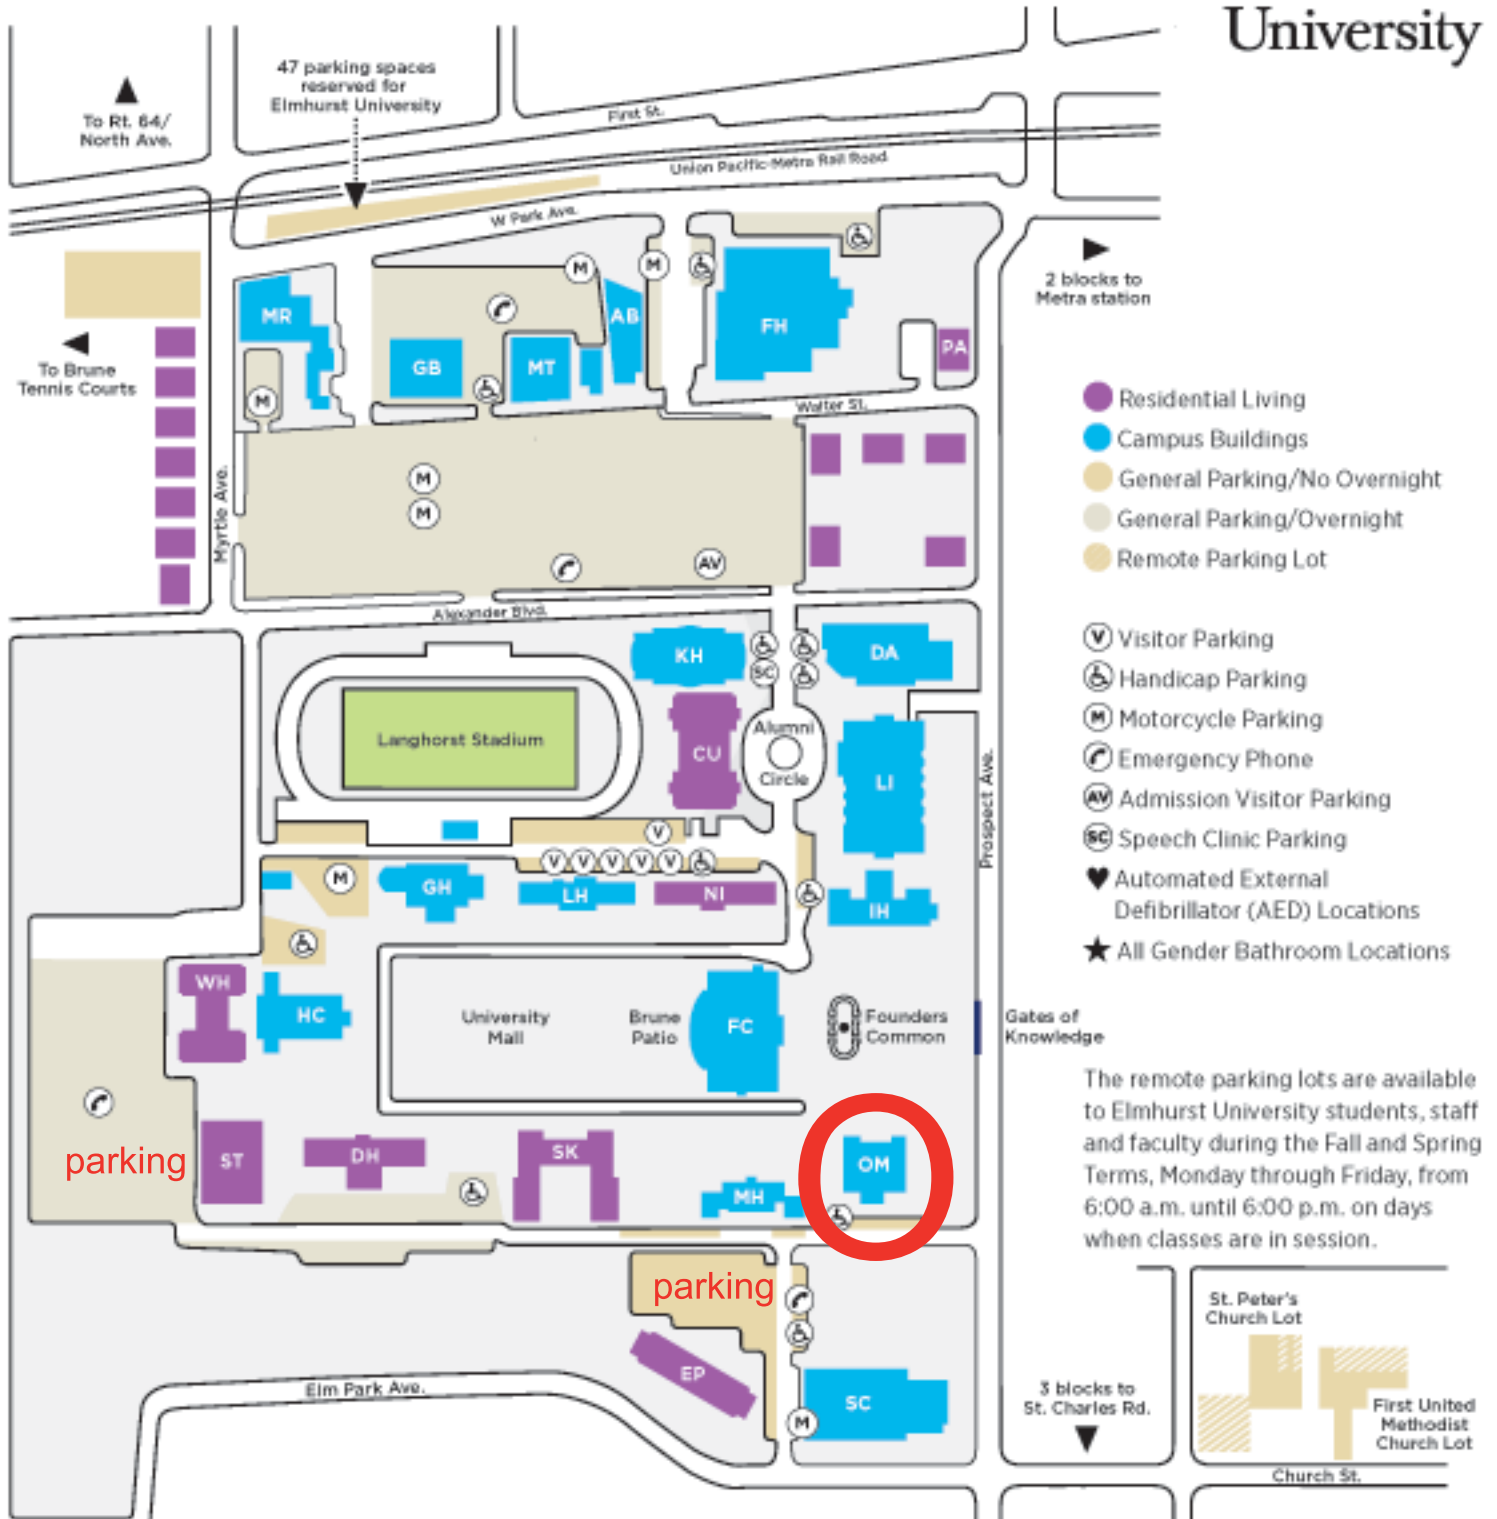 University
47 parking spaces
reserved for
Elmhurst University
To Rt. 64/
North Ave.
First St.
Union Pacific-Metra Rail Road
W Park Ave.
2 blocks to
Metra station
M
M
MR
AB
FH
GB
MT
PA
To Brune
Tennis Courts
M
Walter St.
Residential Living
Campus Buildings
General Parking/No Overnight
General Parking/Overnight
Remote Parking Lot
M
M
Myrtle Ave.
AV
Alexander Blvd.
V Visitor Parking
Handicap Parking
M Motorcycle Parking
Emergency Phone
AV Admission Visitor Parking
SC Speech Clinic Parking
Automated External
Defibrillator (AED) Locations
All Gender Bathroom Locations
KH
SC
DA
Langhorst Stadium
CU
Alumni
Circle
LI
Prospect Ave.
V
V V V V V
M
GH
LH
NI
IH
WH
HC
University
Mall
Brune
Patio
FC
Founders
Common
Gates of
Knowledge
The remote parking lots are available
to Elmhurst University students, staff
and faculty during the Fall and Spring
Terms, Monday through Friday, from
6:00 a.m. until 6:00 p.m. on days
when classes are in session.
parking
ST
DH
SK
MH
OM
parking
EP
SC
M
Elm Park Ave.
3 blocks to
St. Charles Rd.
St. Peter's
Church Lot
First United
Methodist
Church Lot
Church St.